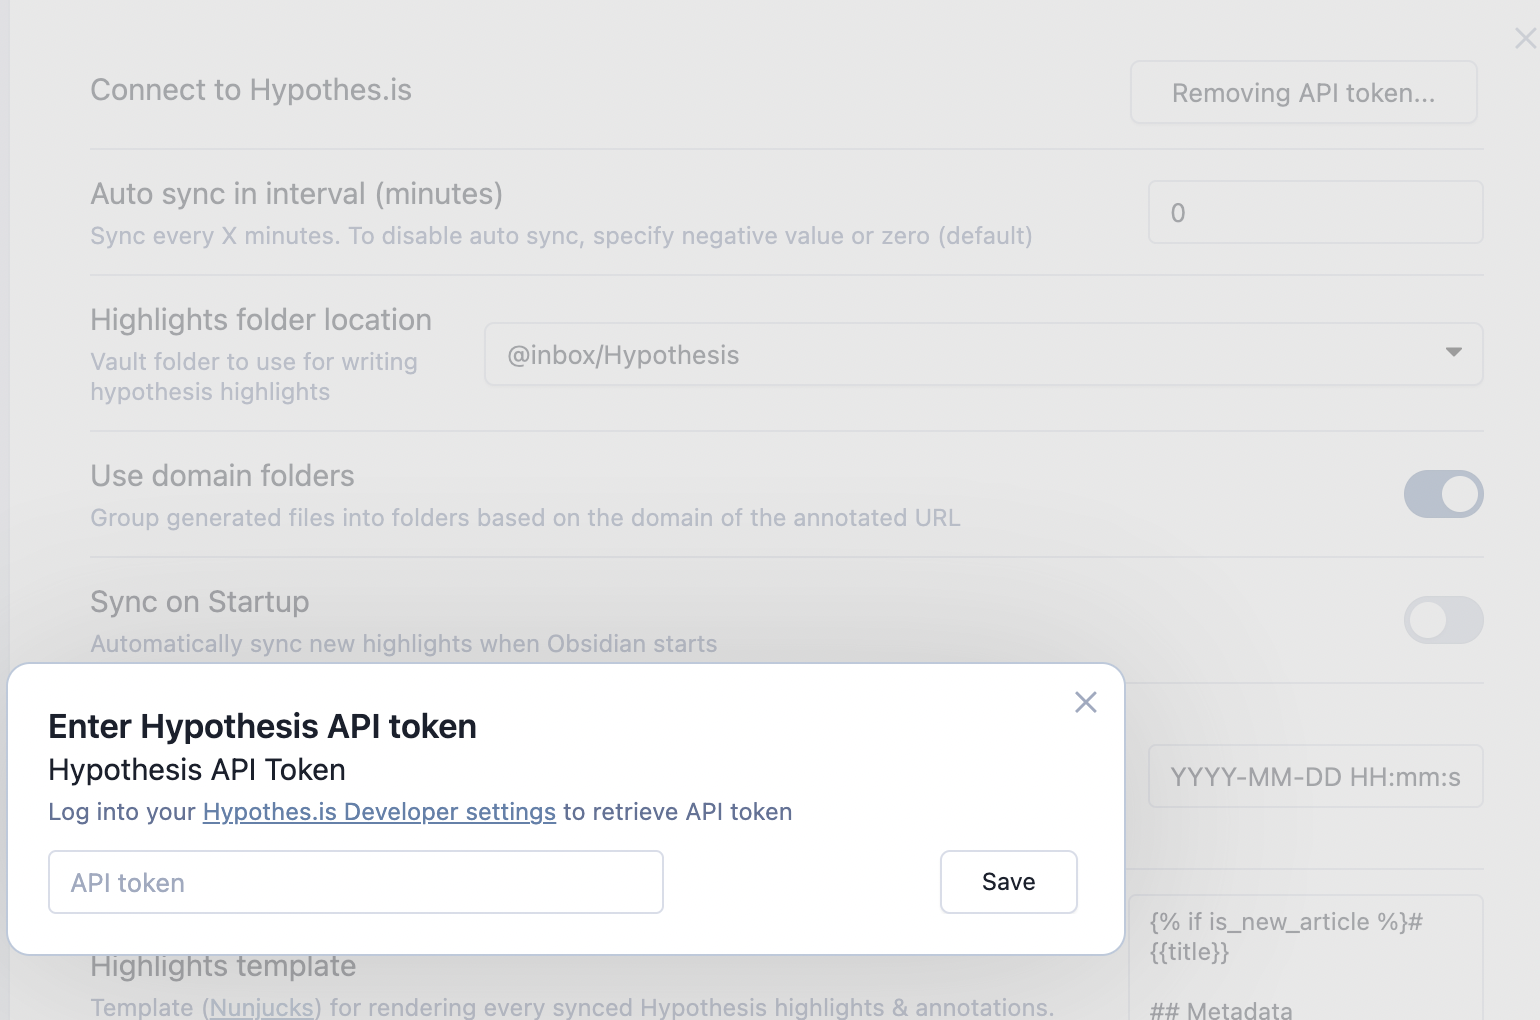 Connect to Hypothes.is
Removing API token...
Auto sync in interval (minutes)
Sync every X minutes. To disable auto sync, specify negative value or zero (default)
0
Highlights folder location
Vault folder to use for writing
hypothesis highlights
@inbox/Hypothesis
Use domain folders
Group generated files into folders based on the domain of the annotated URL
Sync on Startup
Automatically sync new highlights when Obsidian starts
Enter Hypothesis API token
Hypothesis API Token
Log into your Hypothes.is Developer settings to retrieve API token
API token
Save
YYYY-MM-DD HH:mm:s
Highlights template
Template (Nunjucks) for rendering every synced Hypothesis highlights & annotations.
{% if is_new_article %}#
{{title}}
## Metadata